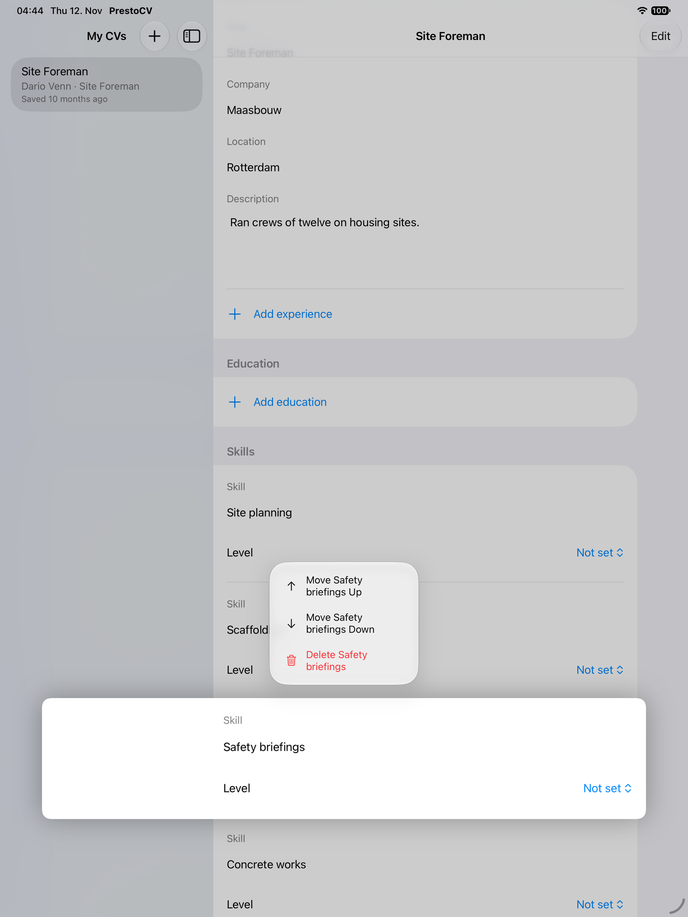 04:44 Thu 12. Nov PrestoCV
100
My CVs
Site Foreman
Edit
Site Foreman
Dario Venn · Site Foreman
Saved 10 months ago
Site Foreman
Company
Maasbouw
Location
Rotterdam
Description
Ran crews of twelve on housing sites.
Add experience
Education
Add education
Skills
Skill
Site planning
Level
Not set
Skill
Scaffold
Level
Not set
Move Safety
briefings Up
Move Safety
briefings Down
Delete Safety
briefings
Skill
Safety briefings
Level
Not set
Skill
Concrete works
Level
Not set